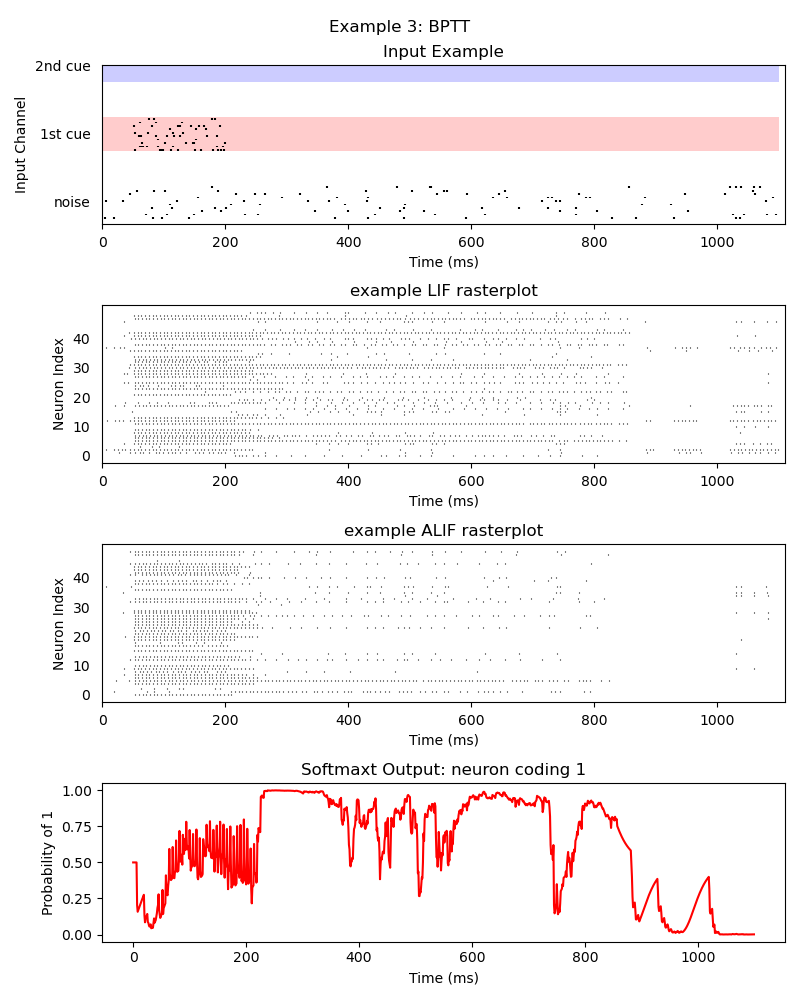 Example 3: BPTT
Input Example
Input Channel
2nd cue
1st cue
noise
0 200 400 600 800 1000
Time (ms)
example LIF rasterplot
Neuron Index
40
30
20
10
0
0 200 400 600 800 1000
Time (ms)
example ALIF rasterplot
Neuron Index
40
30
20
10
0
0 200 400 600 800 1000
Time (ms)
Softmaxt Output: neuron coding 1
Probability of 1
1.00
0.75
0.50
0.25
0.00
0 200 400 600 800 1000
Time (ms)